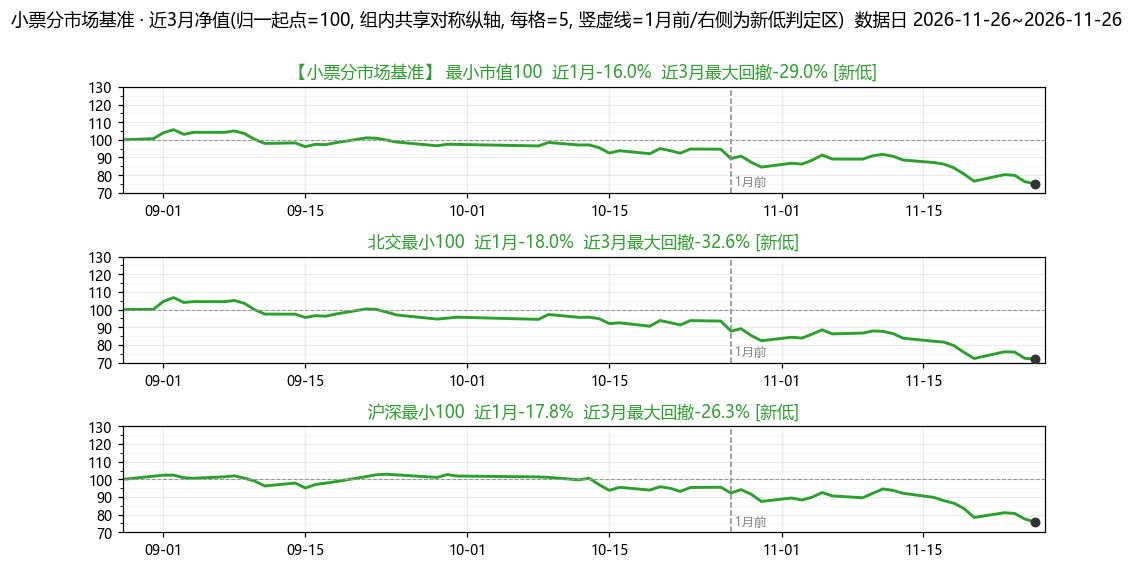 小票分市场基准 · 近3月净值(归一起点=100, 组内共享对称纵轴, 每格=5, 竖虚线=1月前/右侧为新低判定区)  数据日 2026-11-26~2026-11-26
【小票分市场基准】 最小市值100  近1月-16.0%  近3月最大回撤-29.0% [新低]
130
120
110
100
90
80
70
1月前
09-01 09-15 10-01 10-15 11-01 11-15
北交最小100  近1月-18.0%  近3月最大回撤-32.6% [新低]
130
120
110
100
90
80
70
1月前
09-01 09-15 10-01 10-15 11-01 11-15
沪深最小100  近1月-17.8%  近3月最大回撤-26.3% [新低]
130
120
110
100
90
80
70
1月前
09-01 09-15 10-01 10-15 11-01 11-15